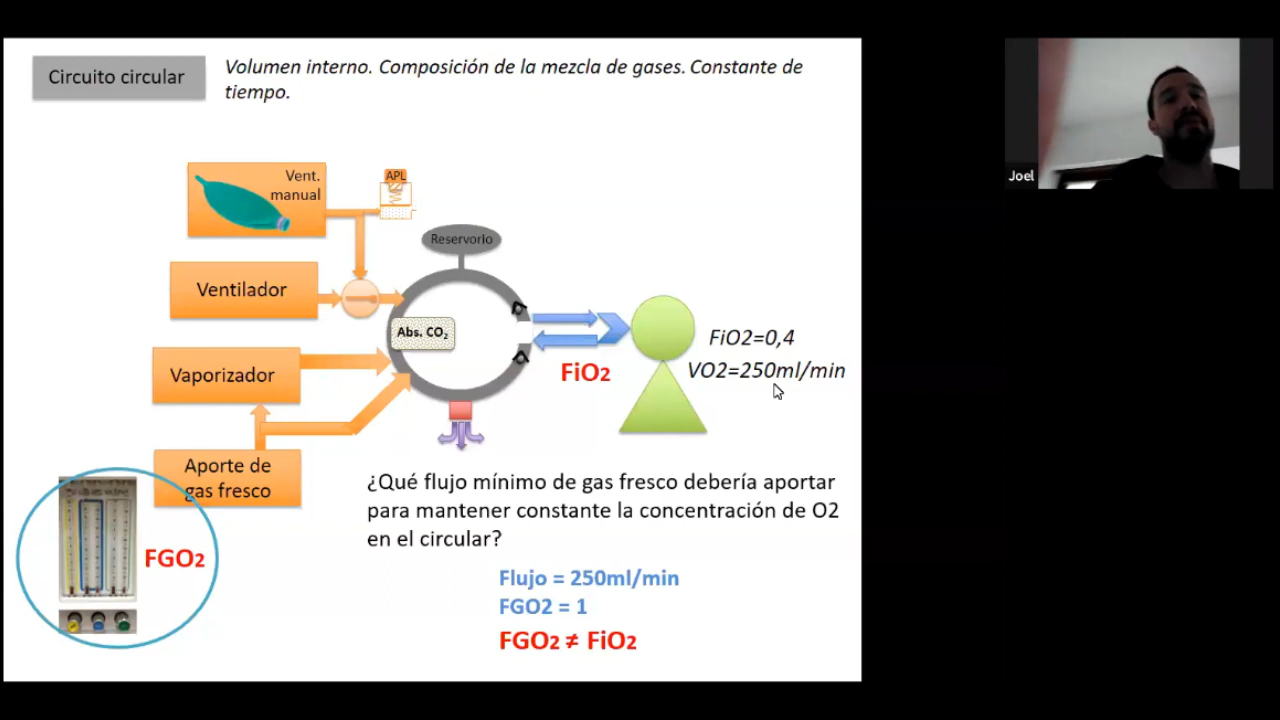 Circuito circular
Volumen interno. Composición de la mezcla de gases. Constante de
tiempo.
Vent.
manual
APL
Reservorio
Ventilador
Abs. CO₂
Joel
FiO2=0,4
VO2=250ml/min
FiO₂
Vaporizador
Aporte de
gas fresco
FGO₂
¿Qué flujo mínimo de gas fresco debería aportar
para mantener constante la concentración de O2
en el circular?
Flujo = 250ml/min
FGO2 = 1
FGO₂ ≠ FiO₂